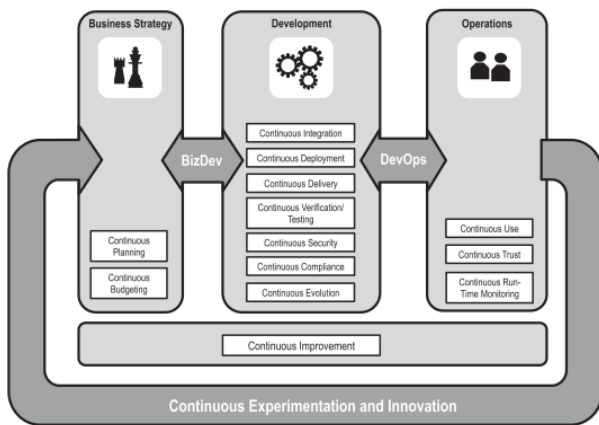 Business Strategy
Development
Operations
BizDev
DevOps
Continuous Integration
Continuous Deployment
Continuous Delivery
Continuous Verification/
Testing
Continuous Security
Continuous Compliance
Continuous Evolution
Continuous
Planning
Continuous
Budgeting
Continuous Use
Continuous Trust
Continuous Run-
Time Monitoring
Continuous Improvement
Continuous Experimentation and Innovation